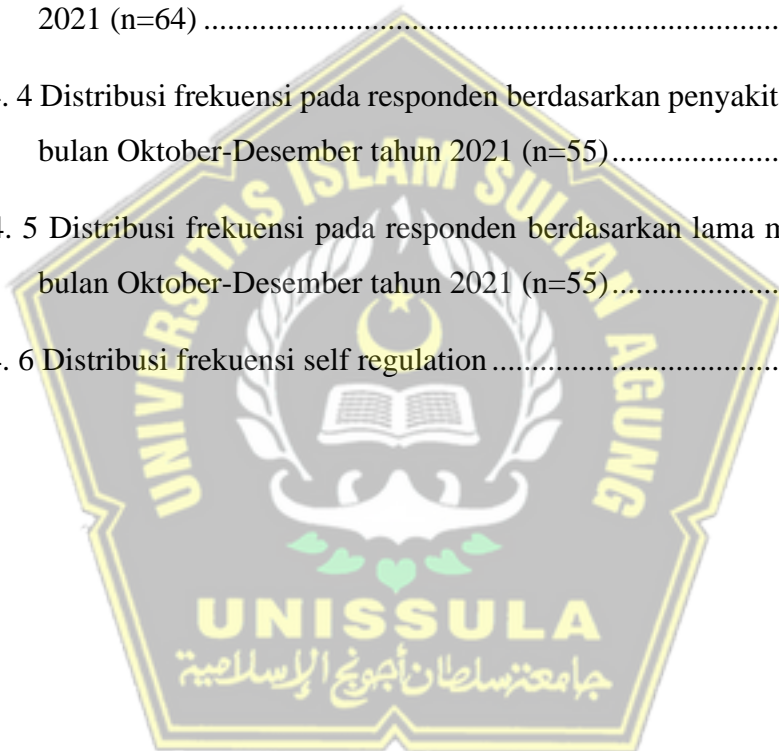 2021 (n=64) ........................................................................
. 4 Distribusi frekuensi pada responden berdasarkan penyakit
bulan Oktober-Desember tahun 2021 (n=55).....................
4. 5 Distribusi frekuensi pada responden berdasarkan lama m
bulan Oktober-Desember tahun 2021 (n=55).....................
. 6 Distribusi frekuensi self regulation ....................................
UNIVERSITAS ISLAM SULTAN AGUNG
UNISSULA
جامعة سلطان أجونج الإسلامية